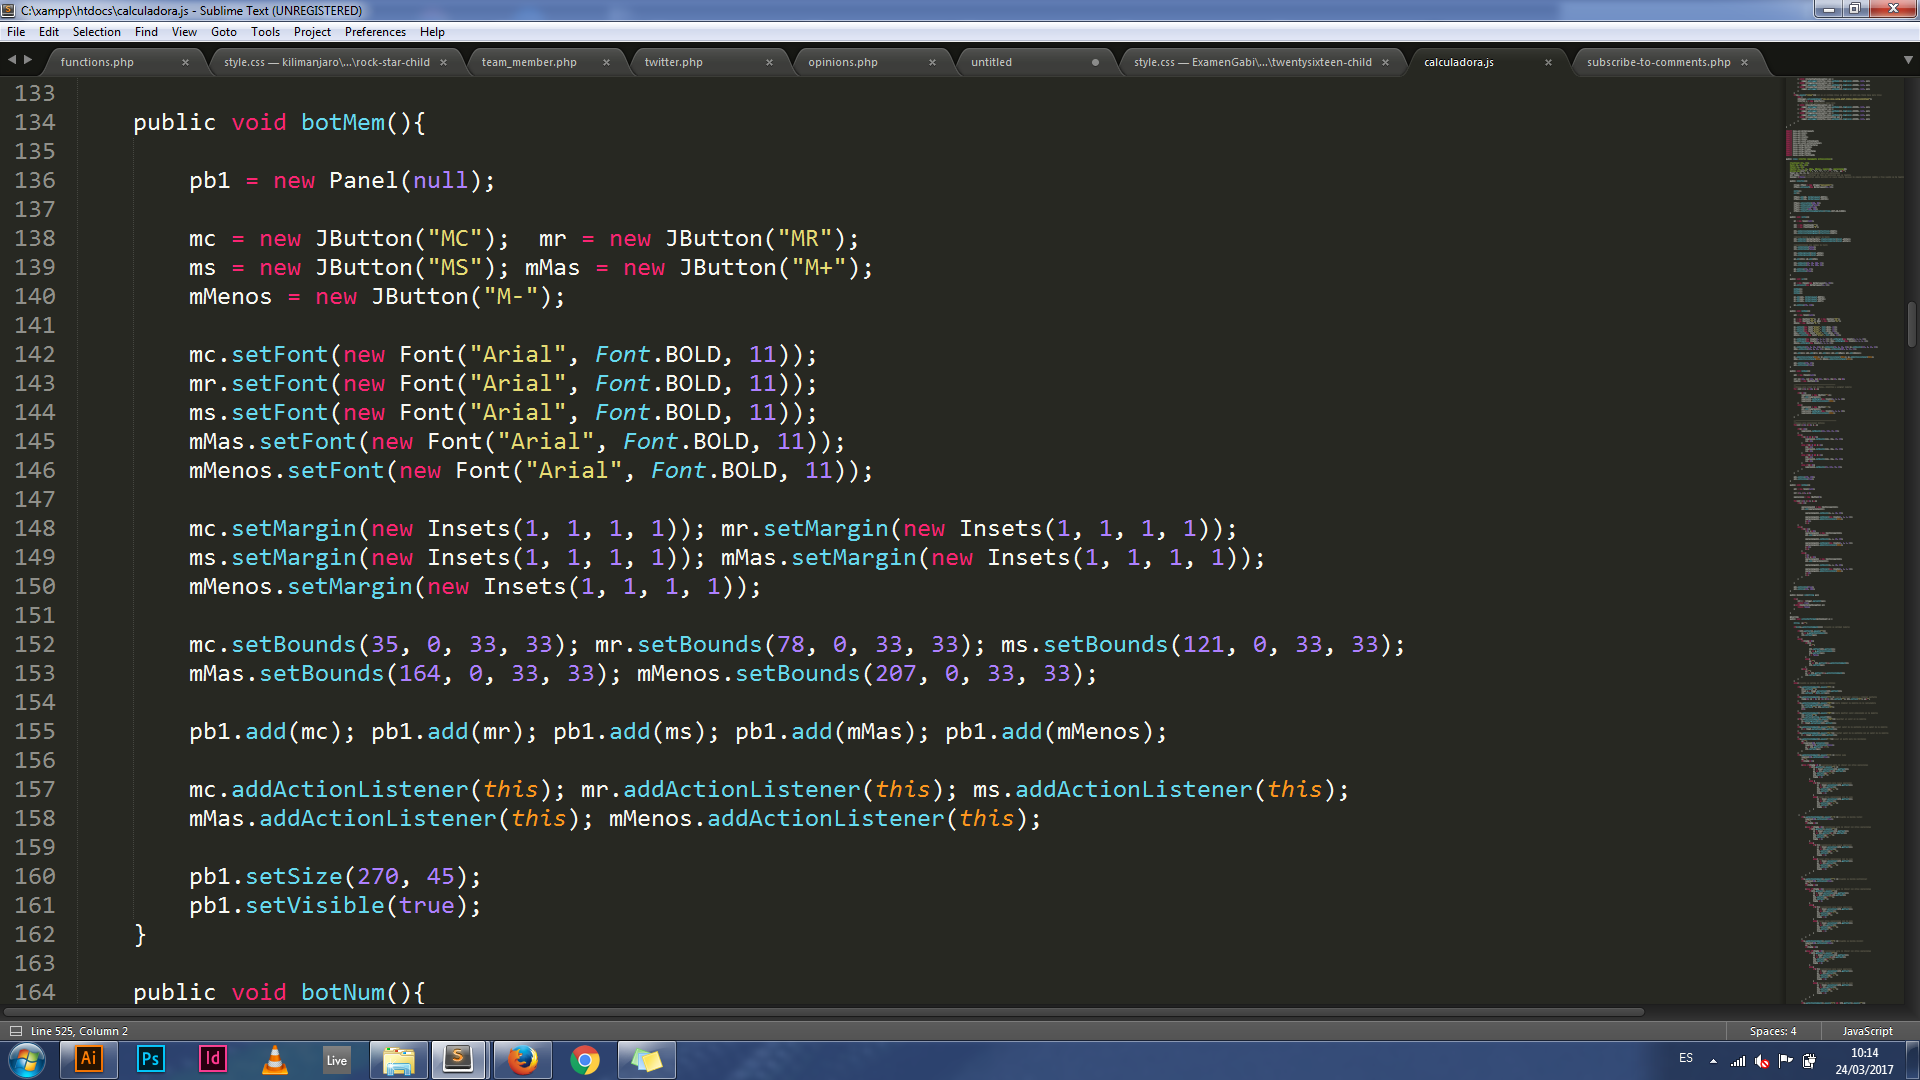 C:\xampp\htdocs\calculadora.js - Sublime Text (UNREGISTERED)
File Edit Selection Find View Goto Tools Project Preferences Help
functions.php × style.css — kilimanjaro\...\rock-star-child × team_member.php × twitter.php × opinions.php × untitled style.css — ExamenGabi\...\twentysixteen-child × calculadora.js × subscribe-to-comments.php ×
133
134 public void botMem(){
135
136 pb1 = new Panel(null);
137
138 mc = new JButton("MC");  mr = new JButton("MR");
139 ms = new JButton("MS"); mMas = new JButton("M+");
140 mMenos = new JButton("M-");
141
142 mc.setFont(new Font("Arial", Font.BOLD, 11));
143 mr.setFont(new Font("Arial", Font.BOLD, 11));
144 ms.setFont(new Font("Arial", Font.BOLD, 11));
145 mMas.setFont(new Font("Arial", Font.BOLD, 11));
146 mMenos.setFont(new Font("Arial", Font.BOLD, 11));
147
148 mc.setMargin(new Insets(1, 1, 1, 1)); mr.setMargin(new Insets(1, 1, 1, 1));
149 ms.setMargin(new Insets(1, 1, 1, 1)); mMas.setMargin(new Insets(1, 1, 1, 1));
150 mMenos.setMargin(new Insets(1, 1, 1, 1));
151
152 mc.setBounds(35, 0, 33, 33); mr.setBounds(78, 0, 33, 33); ms.setBounds(121, 0, 33, 33);
153 mMas.setBounds(164, 0, 33, 33); mMenos.setBounds(207, 0, 33, 33);
154
155 pb1.add(mc); pb1.add(mr); pb1.add(ms); pb1.add(mMas); pb1.add(mMenos);
156
157 mc.addActionListener(this); mr.addActionListener(this); ms.addActionListener(this);
158 mMas.addActionListener(this); mMenos.addActionListener(this);
159
160 pb1.setSize(270, 45);
161 pb1.setVisible(true);
162 }
163
164 public void botNum(){
Line 525, Column 2 Spaces: 4 JavaScript
Ai Ps Id Live S ES 10:14
24/03/2017